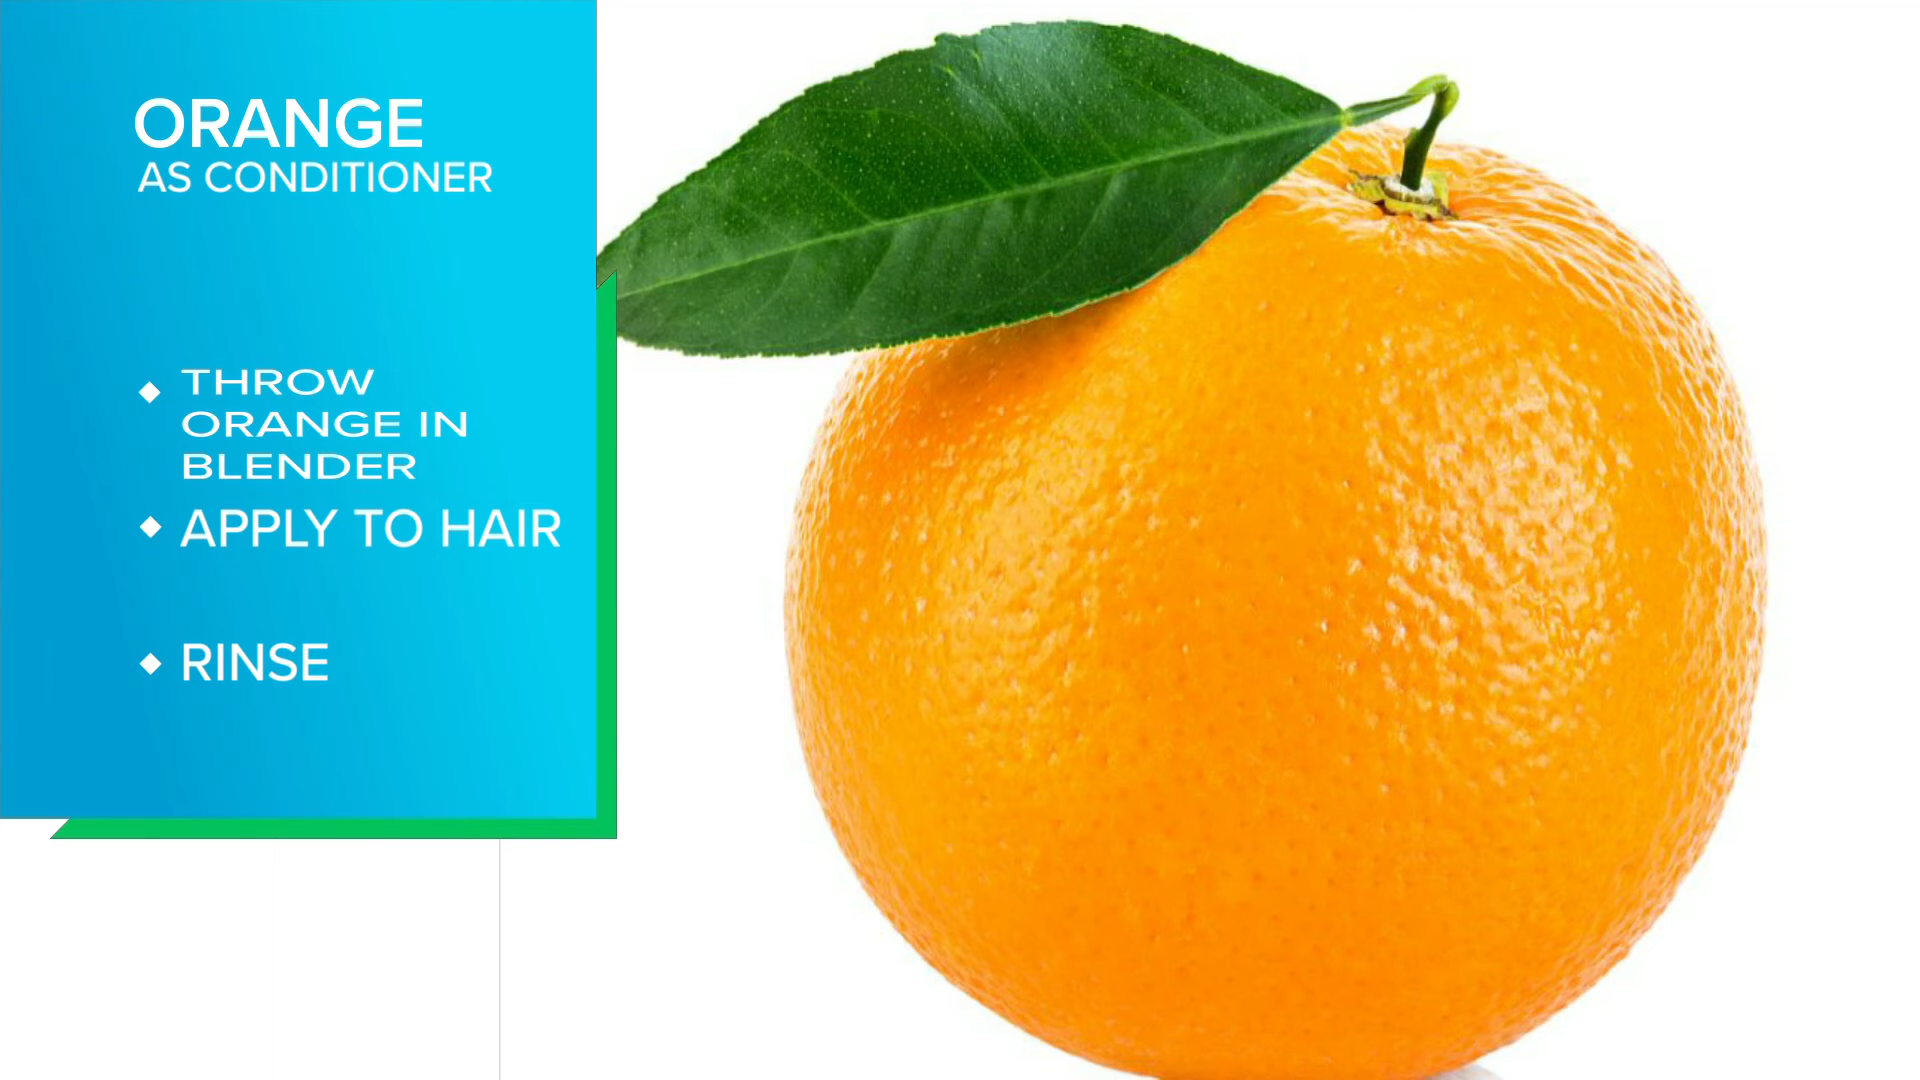 ORANGE
AS CONDITIONER
THROW
ORANGE IN
BLENDER
APPLY TO HAIR
RINSE